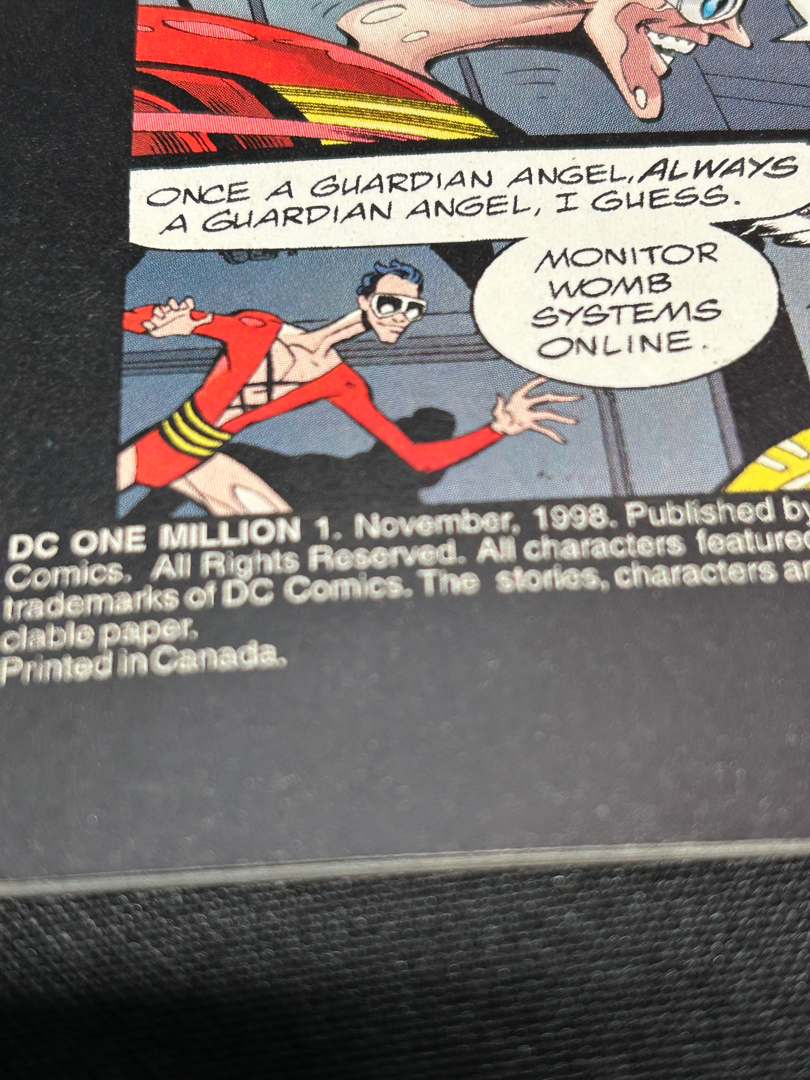 ONCE A GUARDIAN ANGEL, ALWAYS
A GUARDIAN ANGEL, I GUESS.
MONITOR
WOMB
SYSTEMS
ONLINE.
DC ONE MILLION 1. November, 1998. Published by
Comics. All Rights Reserved. All characters featured
trademarks of DC Comics. The stories, characters an
clable paper.
Printed in Canada.